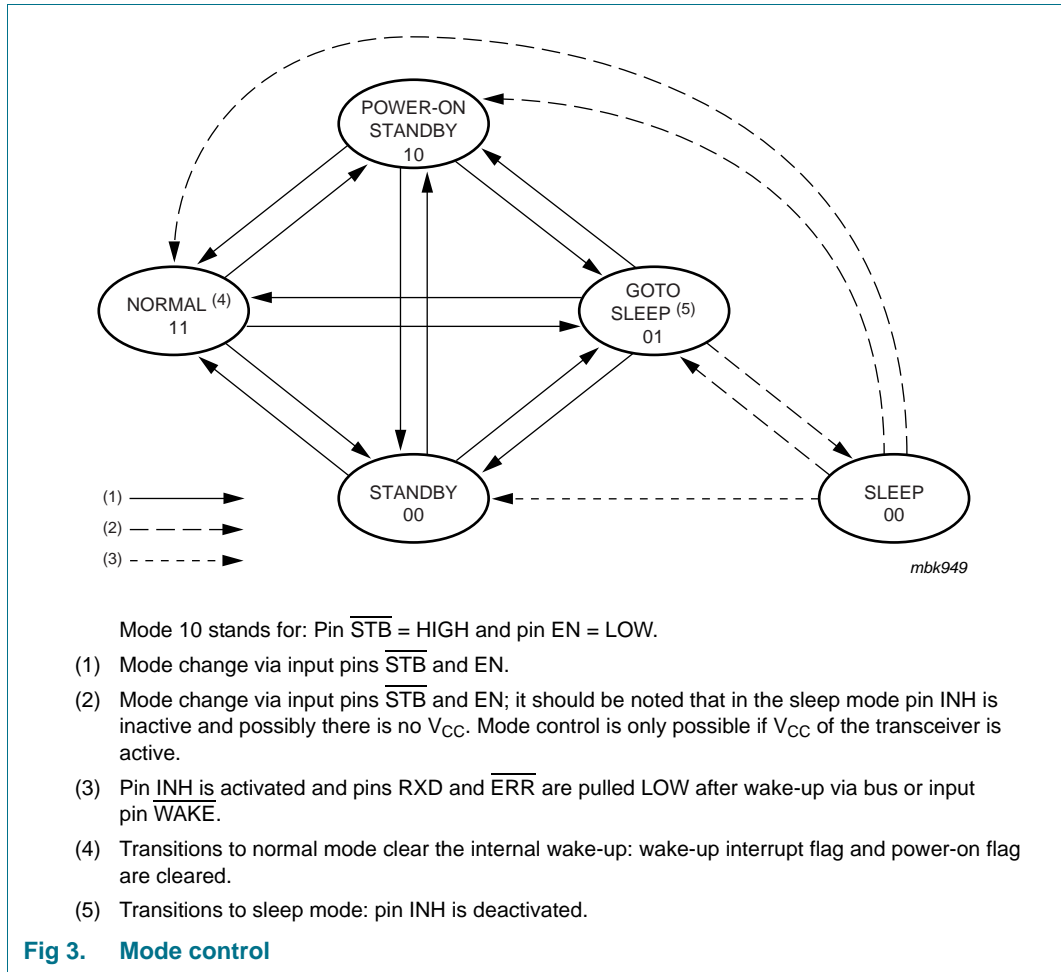 POWER-ON
STANDBY
10
NORMAL (4)
11
GOTO
SLEEP (5)
01
STANDBY
00
SLEEP
00
(1)
(2)
(3)
mbk949
Mode 10 stands for: Pin S̅T̅B̅ = HIGH and pin EN = LOW.
(1) Mode change via input pins S̅T̅B̅ and EN.
(2) Mode change via input pins S̅T̅B̅ and EN; it should be noted that in the sleep mode pin INH is
inactive and possibly there is no VCC. Mode control is only possible if VCC of the transceiver is
active.
(3) Pin INH is activated and pins RXD and E̅R̅R̅ are pulled LOW after wake-up via bus or input
pin W̅A̅K̅E̅.
(4) Transitions to normal mode clear the internal wake-up: wake-up interrupt flag and power-on flag
are cleared.
(5) Transitions to sleep mode: pin INH is deactivated.
Fig 3. Mode control